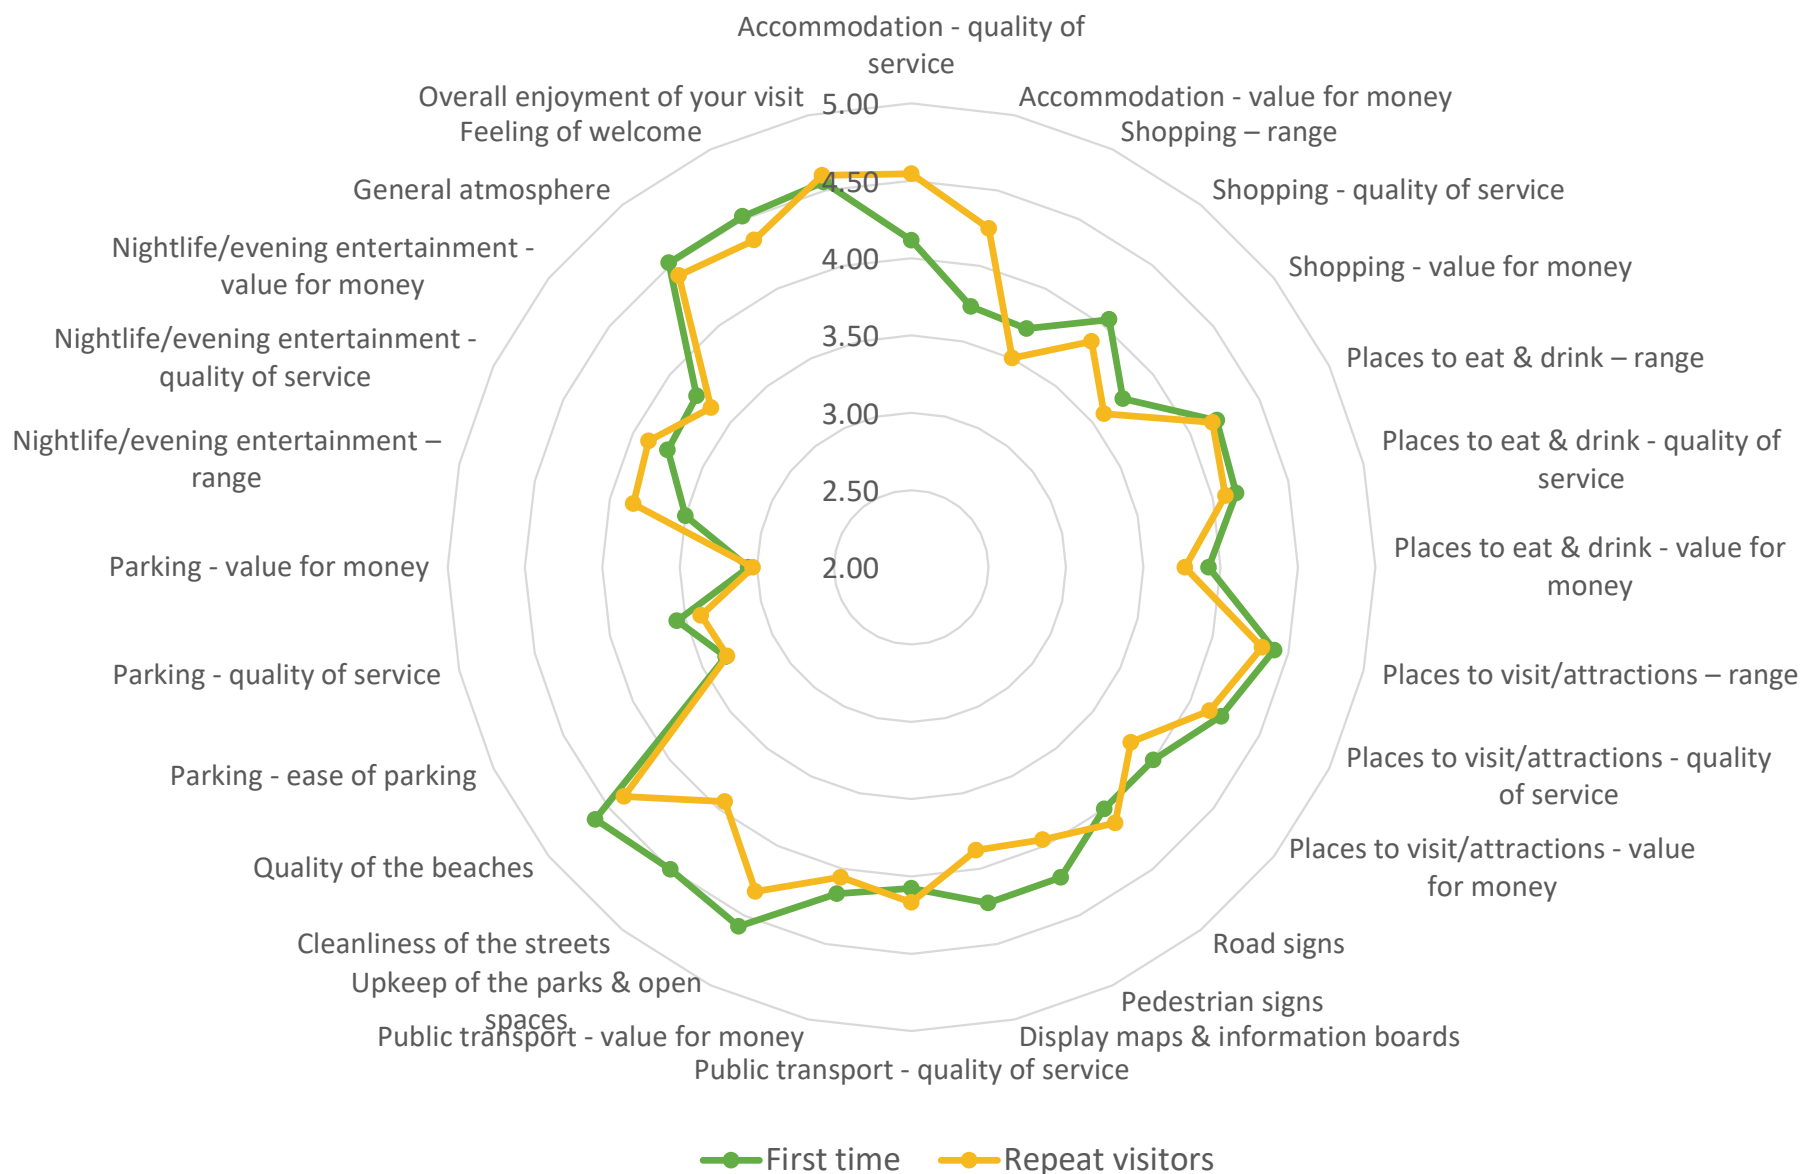 Accommodation - quality of
service
Overall enjoyment of your visit
Accommodation - value for money
5.00
Feeling of welcome
Shopping – range
General atmosphere
4.50
Shopping - quality of service
Nightlife/evening entertainment -
value for money
4.00
Shopping - value for money
Nightlife/evening entertainment -
quality of service
3.50
Places to eat & drink – range
Nightlife/evening entertainment –
range
3.00
Places to eat & drink - quality of
service
2.50
Parking - value for money
2.00
Places to eat & drink - value for
money
Parking - quality of service
Places to visit/attractions – range
Parking - ease of parking
Places to visit/attractions - quality
of service
Quality of the beaches
Places to visit/attractions - value
for money
Cleanliness of the streets
Road signs
Upkeep of the parks & open
spaces
Pedestrian signs
Public transport - value for money
Display maps & information boards
Public transport - quality of service
First time
Repeat visitors